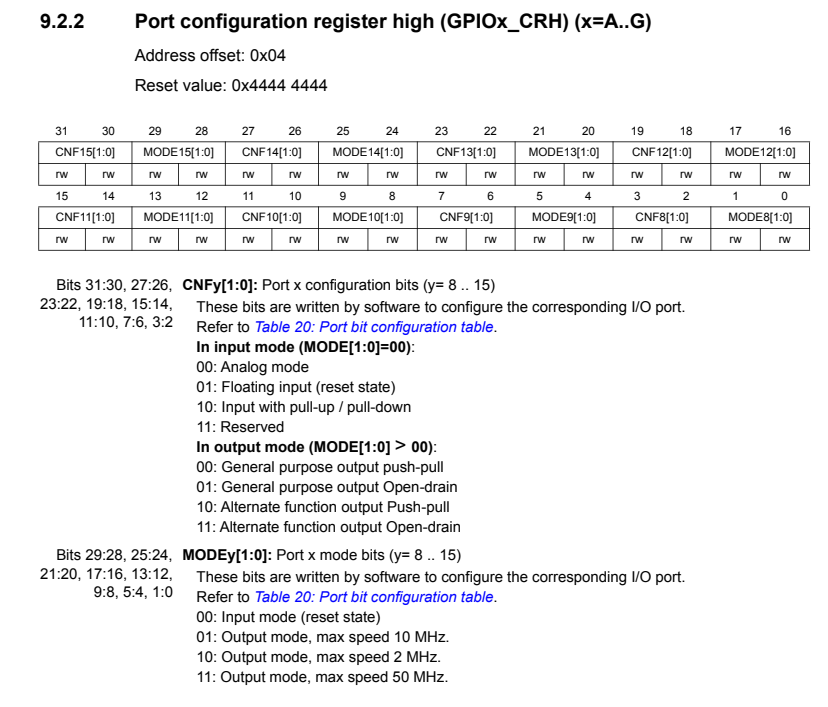 9.2.2 Port configuration register high (GPIOx_CRH) (x=A..G)
Address offset: 0x04
Reset value: 0x4444 4444
31 30 29 28 27 26 25 24 23 22 21 20 19 18 17 16
CNF15[1:0] MODE15[1:0] CNF14[1:0] MODE14[1:0] CNF13[1:0] MODE13[1:0] CNF12[1:0] MODE12[1:0]
rw rw rw rw rw rw rw rw rw rw rw rw rw rw rw rw
15 14 13 12 11 10 9 8 7 6 5 4 3 2 1 0
CNF11[1:0] MODE11[1:0] CNF10[1:0] MODE10[1:0] CNF9[1:0] MODE9[1:0] CNF8[1:0] MODE8[1:0]
rw rw rw rw rw rw rw rw rw rw rw rw rw rw rw rw
Bits 31:30, 27:26, CNFy[1:0]: Port x configuration bits (y= 8 .. 15)
23:22, 19:18, 15:14, These bits are written by software to configure the corresponding I/O port.
11:10, 7:6, 3:2 Refer to Table 20: Port bit configuration table.
In input mode (MODE[1:0]=00):
00: Analog mode
01: Floating input (reset state)
10: Input with pull-up / pull-down
11: Reserved
In output mode (MODE[1:0] > 00):
00: General purpose output push-pull
01: General purpose output Open-drain
10: Alternate function output Push-pull
11: Alternate function output Open-drain
Bits 29:28, 25:24, MODEy[1:0]: Port x mode bits (y= 8 .. 15)
21:20, 17:16, 13:12, These bits are written by software to configure the corresponding I/O port.
9:8, 5:4, 1:0 Refer to Table 20: Port bit configuration table.
00: Input mode (reset state)
01: Output mode, max speed 10 MHz.
10: Output mode, max speed 2 MHz.
11: Output mode, max speed 50 MHz.